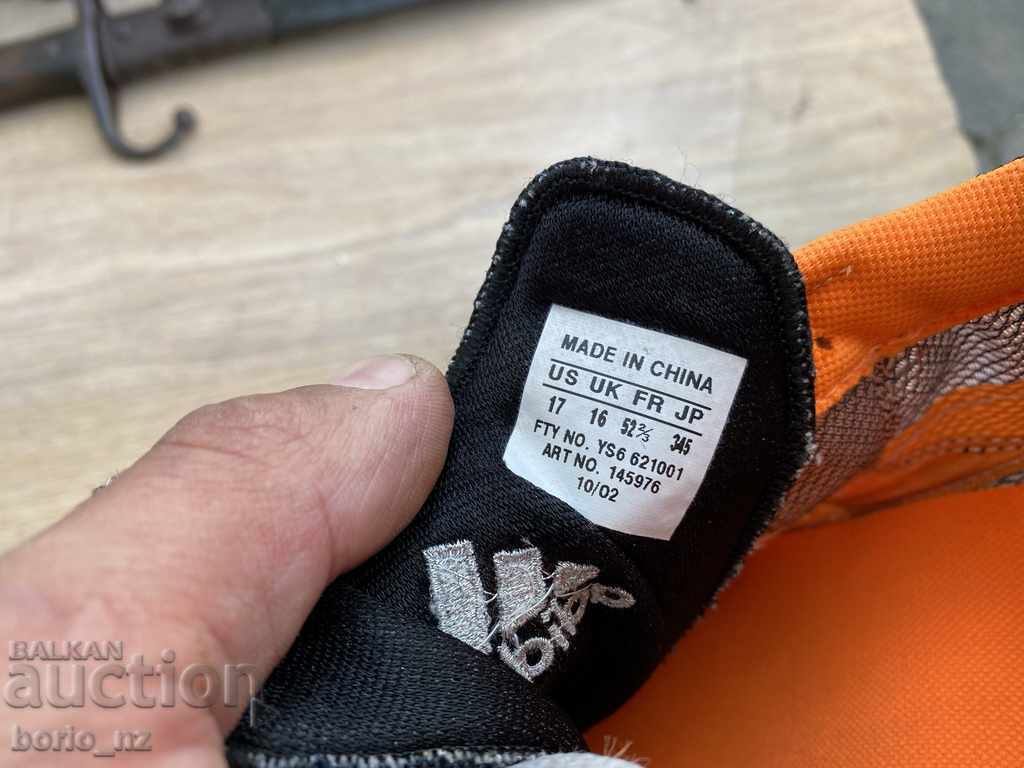 MADE IN CHINA
US UK FR JP
17 16 52⅔ 345
FTY NO. YS6 621001
ART NO. 145976
10/02
BALKAN
auction
borio_nz